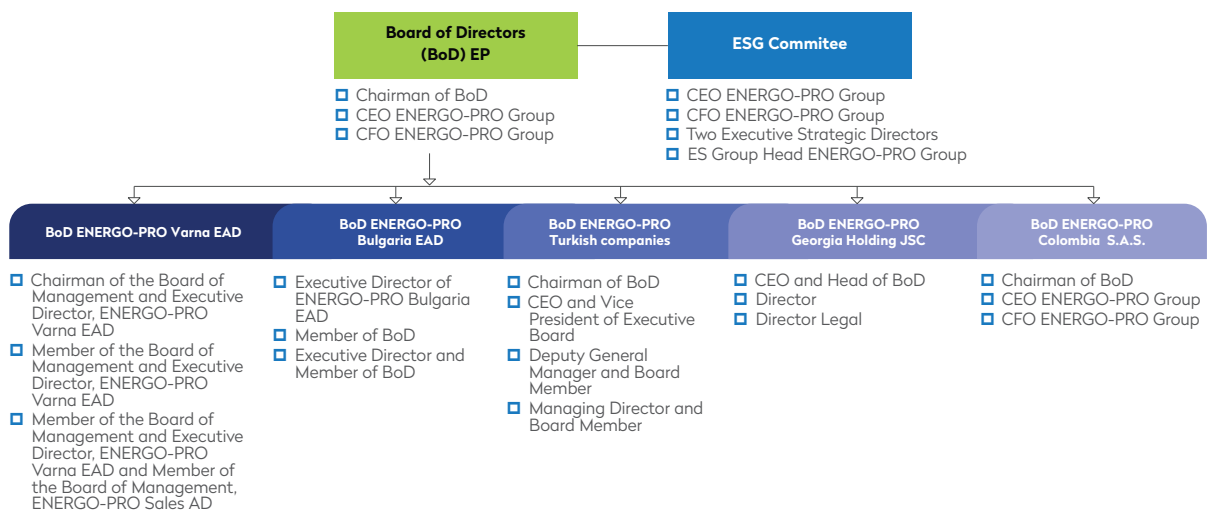 Board of Directors
(BoD) EP
ESG Commitee
Chairman of BoD
CEO ENERGO-PRO Group
CFO ENERGO-PRO Group
CEO ENERGO-PRO Group
CFO ENERGO-PRO Group
Two Executive Strategic Directors
ES Group Head ENERGO-PRO Group
BoD ENERGO-PRO Varna EAD
Chairman of the Board of
Management and Executive
Director, ENERGO-PRO
Varna EAD
Member of the Board of
Management and Executive
Director, ENERGO-PRO
Varna EAD
Member of the Board of
Management and Executive
Director, ENERGO-PRO
Varna EAD and Member of
the Board of Management,
ENERGO-PRO Sales AD
BoD ENERGO-PRO
Bulgaria EAD
Executive Director of
ENERGO-PRO Bulgaria
EAD
Member of BoD
Executive Director and
Member of BoD
BoD ENERGO-PRO
Turkish companies
Chairman of BoD
CEO and Vice
President of Executive
Board
Deputy General
Manager and Board
Member
Managing Director and
Board Member
BoD ENERGO-PRO
Georgia Holding JSC
CEO and Head of BoD
Director
Director Legal
BoD ENERGO-PRO
Colombia S.A.S.
Chairman of BoD
CEO ENERGO-PRO Group
CFO ENERGO-PRO Group